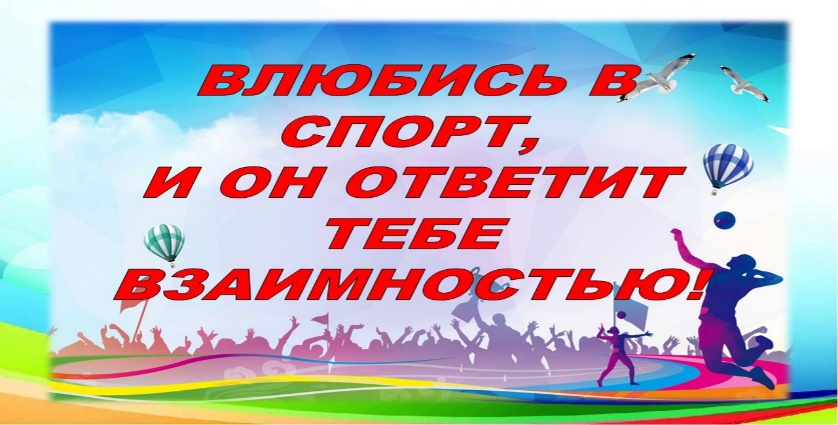 ВЛЮБИСЬ В
СПОРТ,
И ОН ОТВЕТИТ
ТЕБЕ
ВЗАИМНОСТЬЮ!